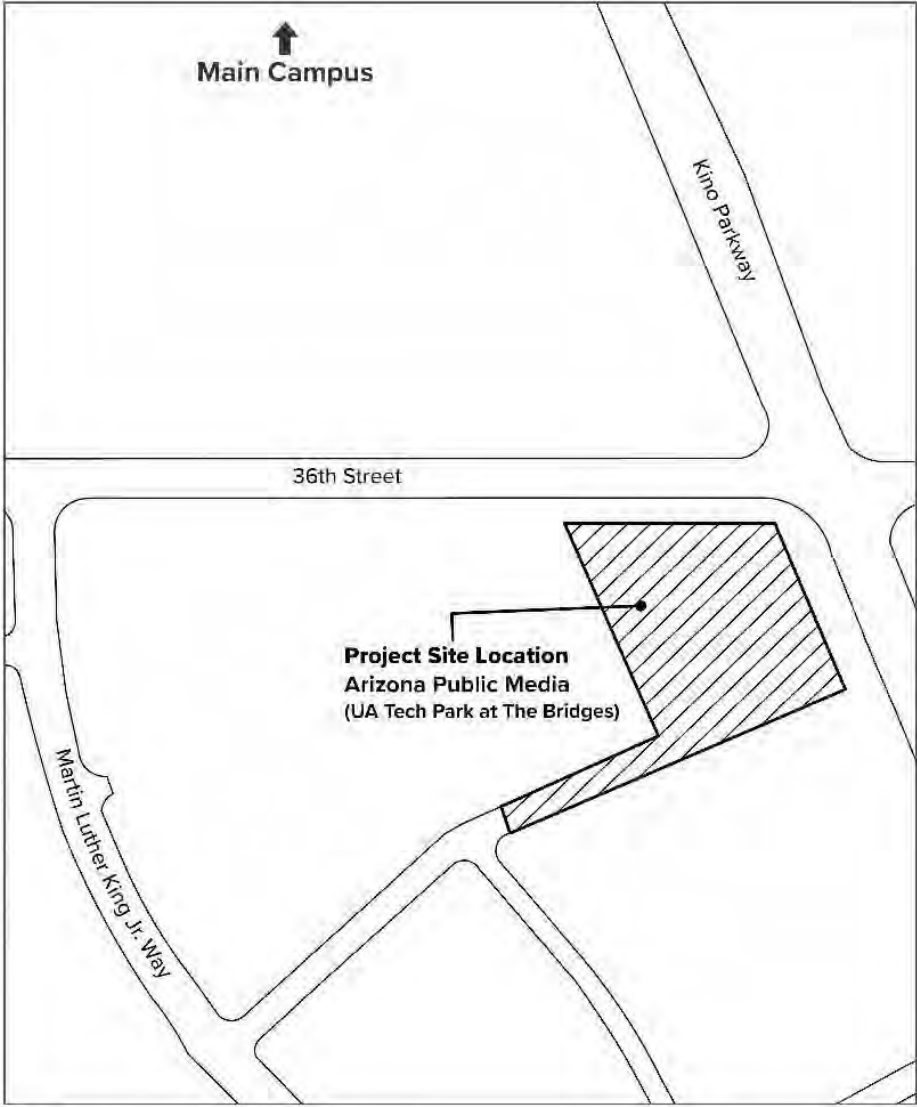 Main Campus
Kino Parkway
36th Street
Project Site Location
Arizona Public Media
(UA Tech Park at The Bridges)
Martin Luther King Jr. Way